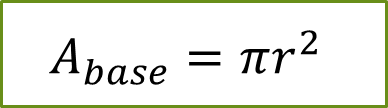 A_base = πr²